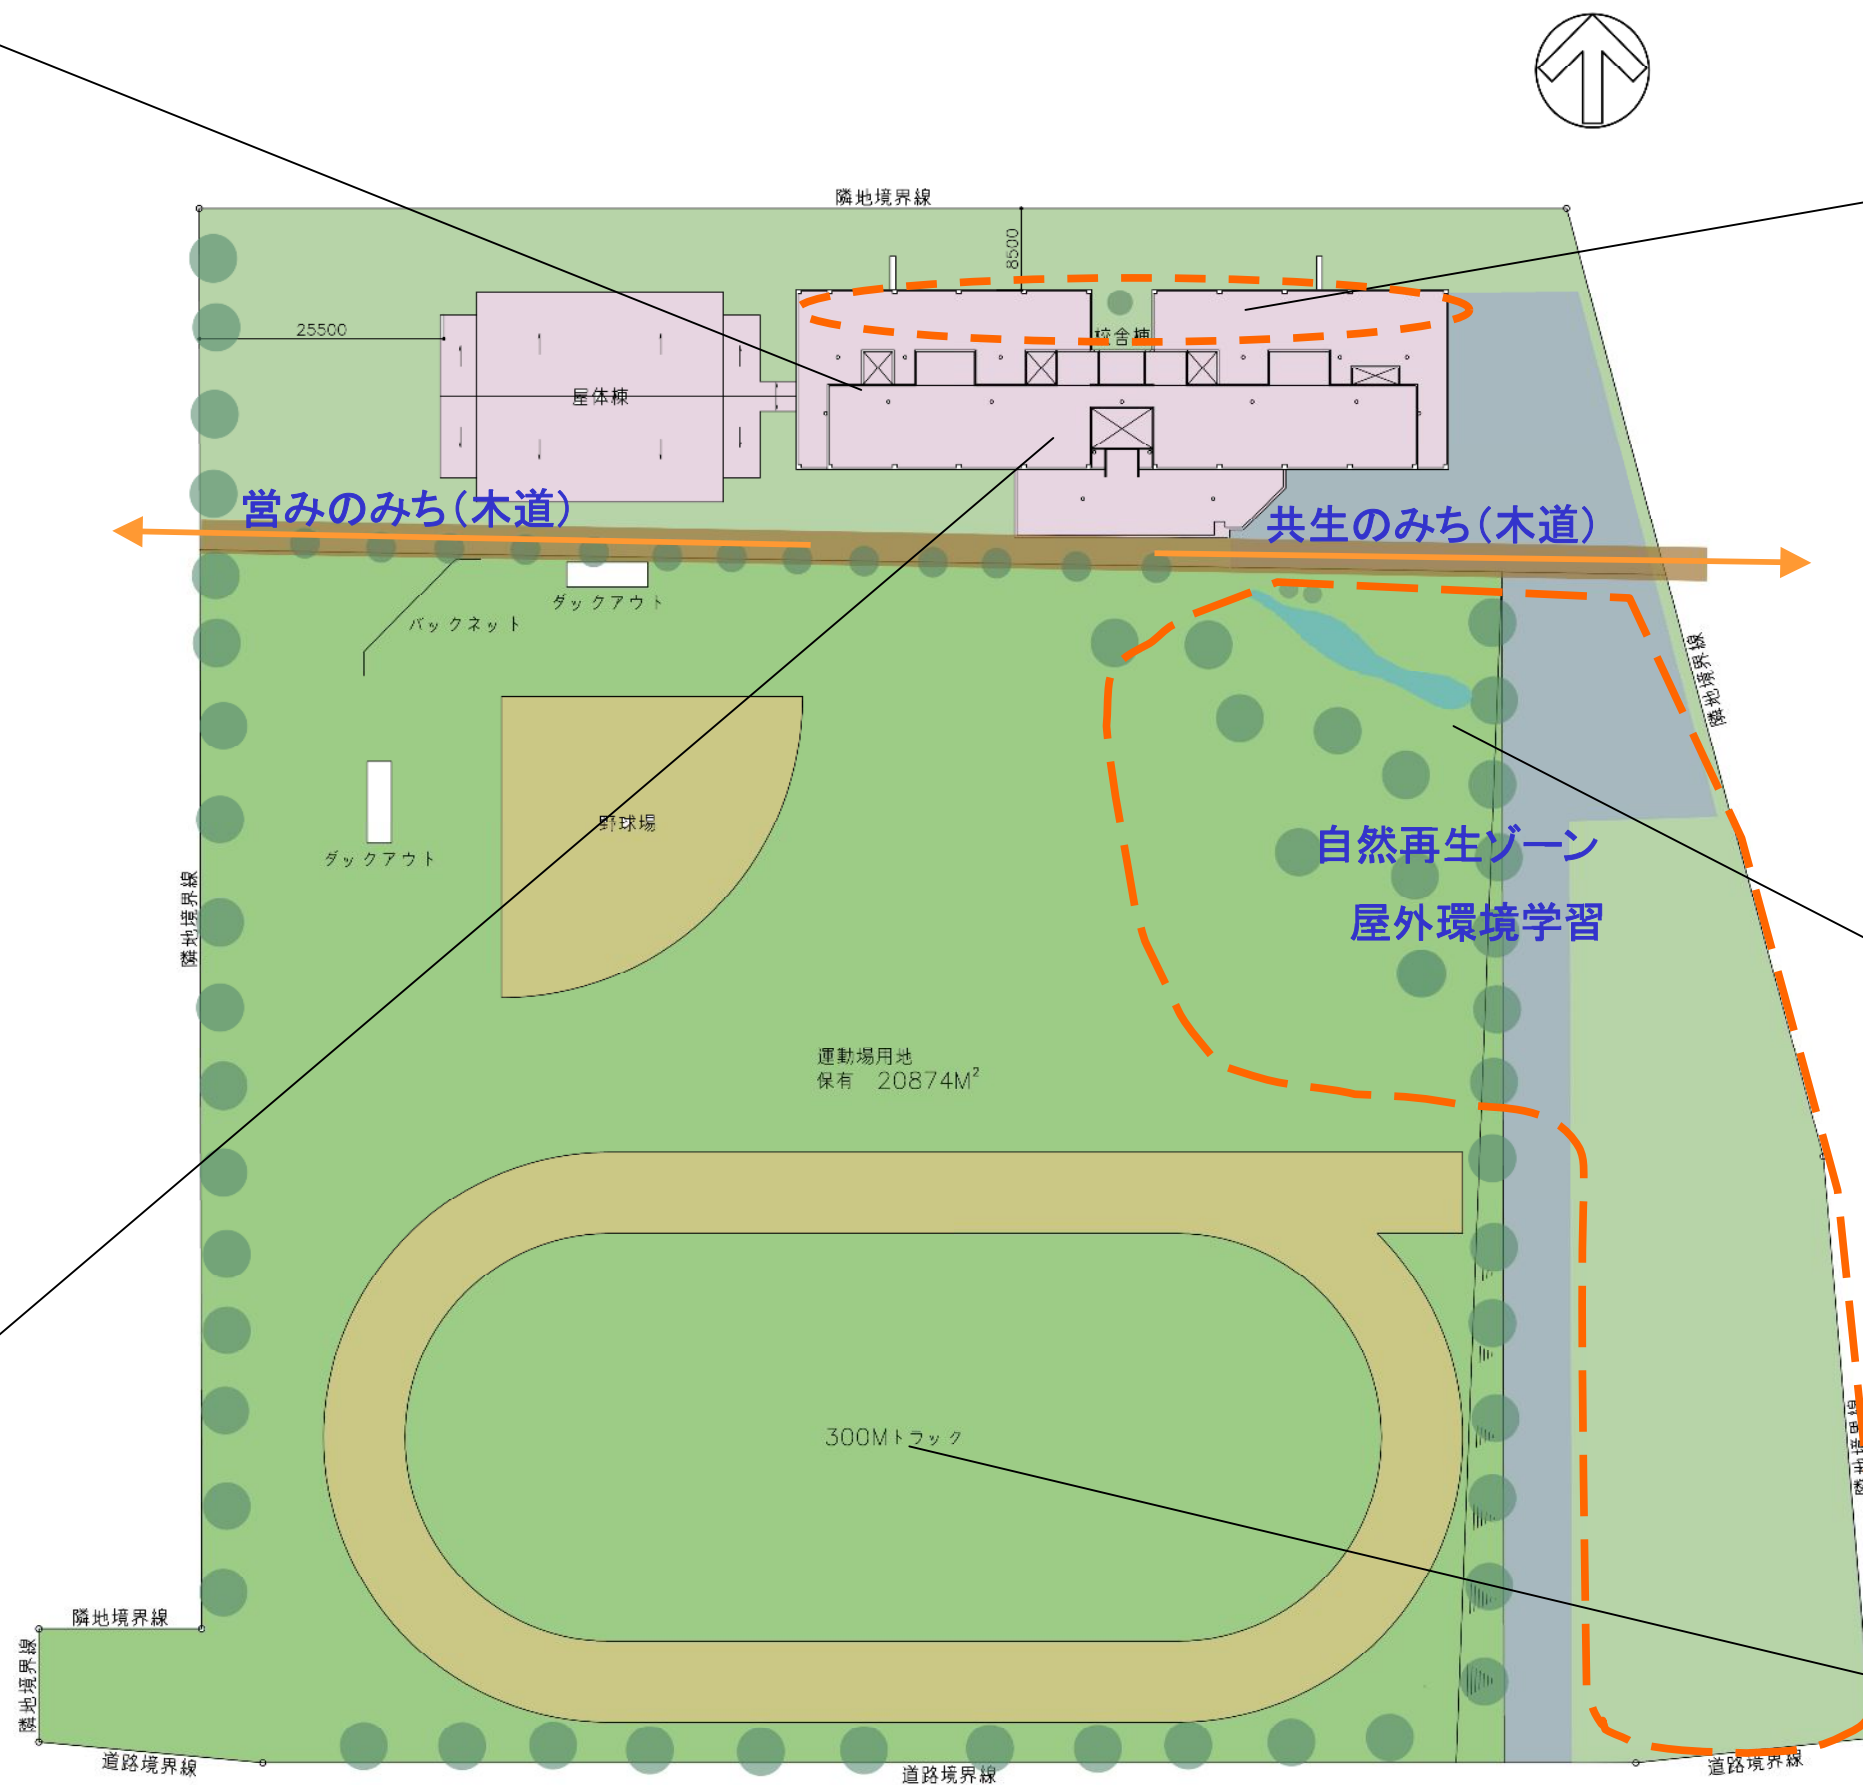 隣地境界線
8500
25500
校舎棟
屋体棟
営みのみち（木道）
共生のみち（木道）
ダックアウト
バックネット
隣地境界線
野球場
自然再生ゾーン
ダックアウト
隣地境界線
屋外環境学習
運動場用地
保有 20874M²
300Mトラック
隣地境界線
隣地境界線
隣地境界線
道路境界線
道路境界線
道路境界線